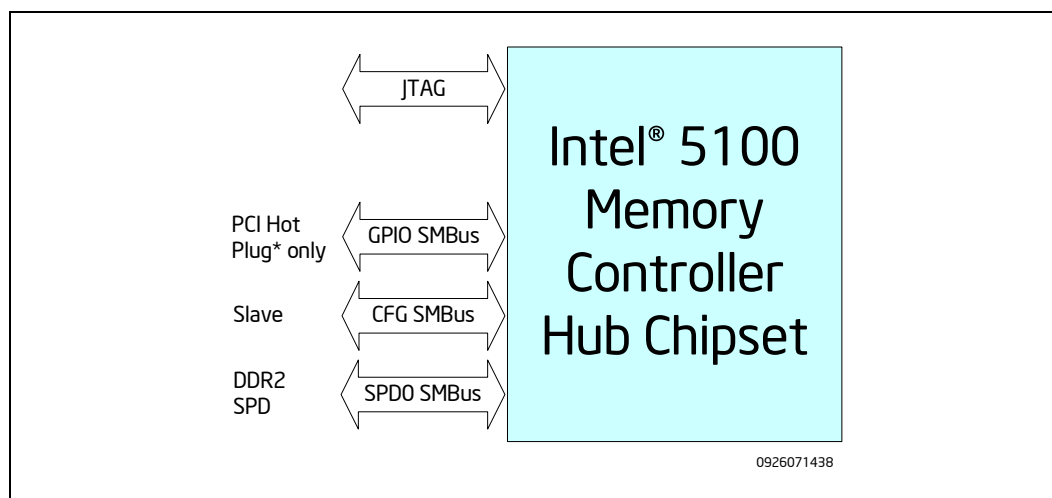 JTAG
Intel® 5100
Memory
Controller
Hub Chipset
PCI Hot
Plug* only
GPIO SMBus
Slave
CFG SMBus
DDR2
SPD
SPD0 SMBus
0926071438